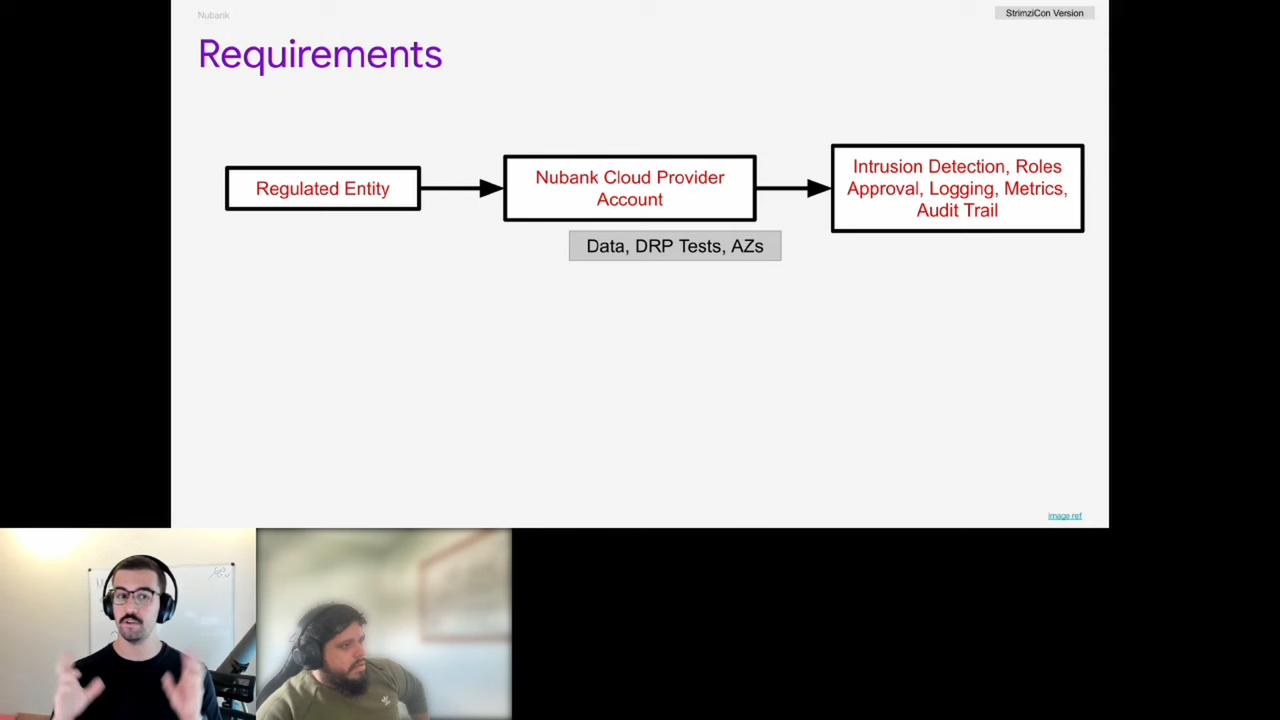 Nubank
StrimziCon Version
Requirements
Regulated Entity
Nubank Cloud Provider
Account
Intrusion Detection, Roles
Approval, Logging, Metrics,
Audit Trail
Data, DRP Tests, AZs
image ref